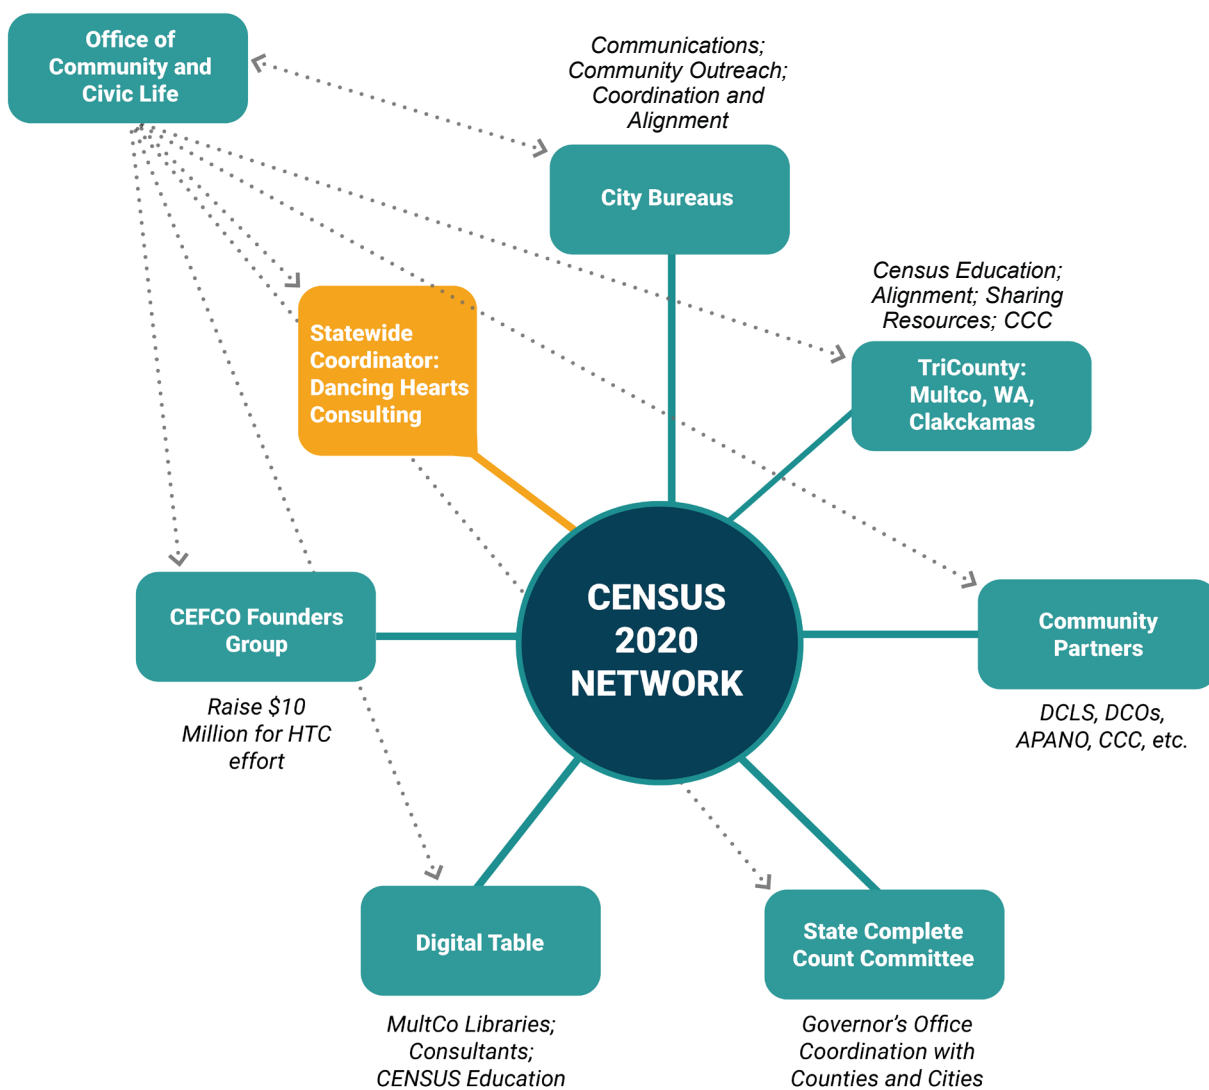 Office of
Community and
Civic Life
Communications;
Community Outreach;
Coordination and
Alignment
City Bureaus
Census Education;
Alignment; Sharing
Resources; CCC
TriCounty:
Multco, WA,
Clakckamas
Statewide
Coordinator:
Dancing Hearts
Consulting
CENSUS
2020
NETWORK
CEFCO Founders
Group
Raise $10
Million for HTC
effort
Community
Partners
DCLS, DCOs,
APANO, CCC, etc.
Digital Table
MultCo Libraries;
Consultants;
CENSUS Education
State Complete
Count Committee
Governor’s Office
Coordination with
Counties and Cities